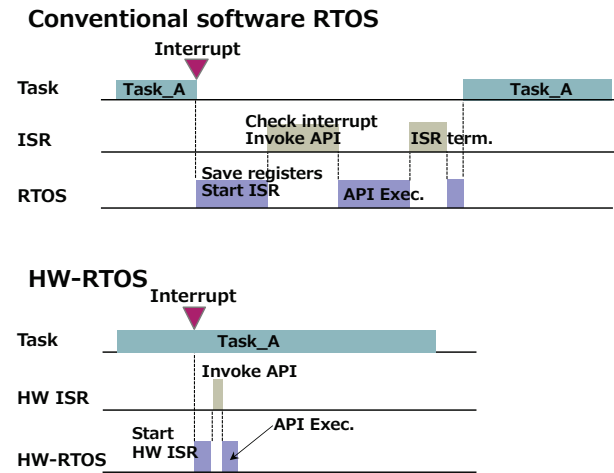 Conventional software RTOS
Interrupt
Task
Task_A
Task_A
ISR
Check interrupt
Invoke API
ISR term.
RTOS
Save registers
Start ISR
API Exec.
HW-RTOS
Interrupt
Task
Task_A
HW ISR
Invoke API
HW-RTOS
Start
HW ISR
API Exec.